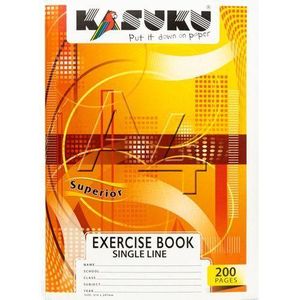 KASUKU®
Put it down on paper
A4
Superior
EXERCISE BOOK
SINGLE LINE
NAME
SCHOOL
CLASS
SUBJECT
YEAR
200
PAGES